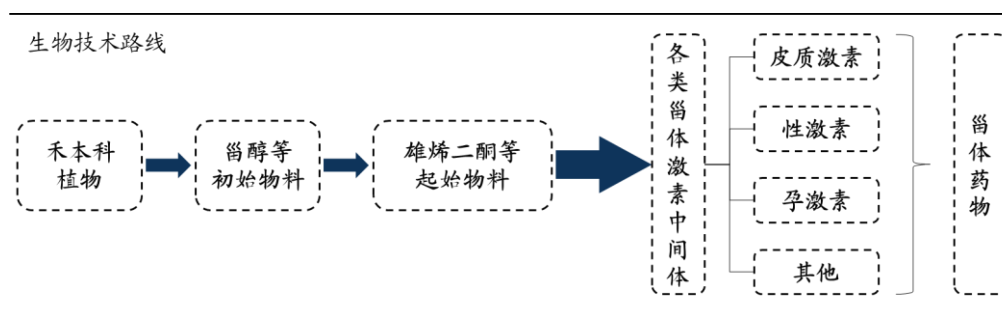 生物技术路线
禾本科
植物
甾醇等
初始物料
雄烯二酮等
起始物料
各类甾体激素中间体
皮质激素
性激素
孕激素
其他
甾体药物